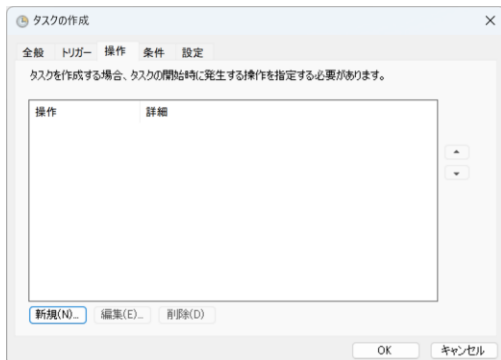 タスクの作成
全般 トリガー 操作 条件 設定
タスクを作成する場合、タスクの開始時に発生する操作を指定する必要があります。
操作 詳細
新規(N)... 編集(E)... 削除(D)
OK キャンセル